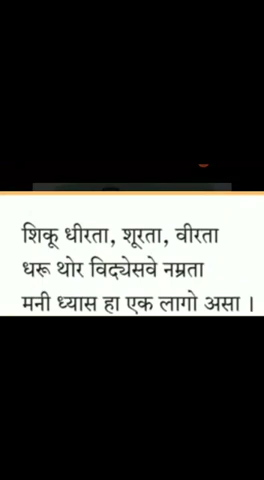 शिकू धीरता, शूरता, वीरता
धरू थोर विद्येसवे नम्रता
मनी ध्यास हा एक लागो असा ।